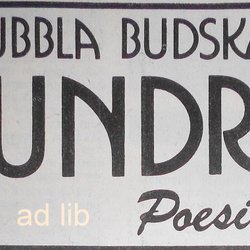 UBBLA BUDSKA
UNDR
ad lib
Poesi